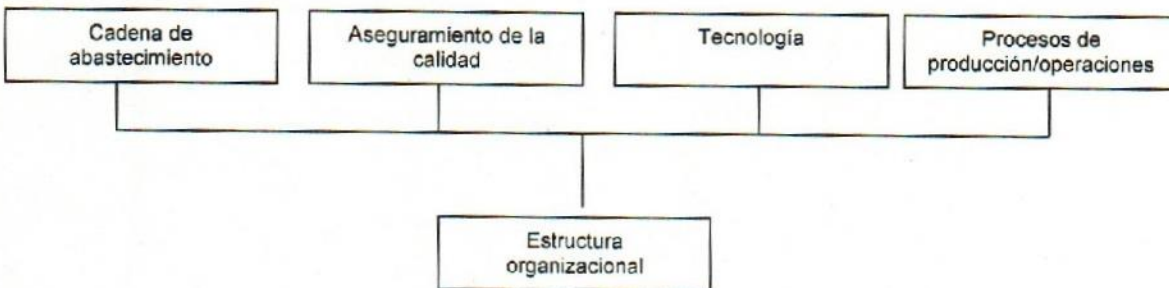 Cadena de
abastecimiento
Aseguramiento de la
calidad
Tecnología
Procesos de
producción/operaciones
Estructura
organizacional